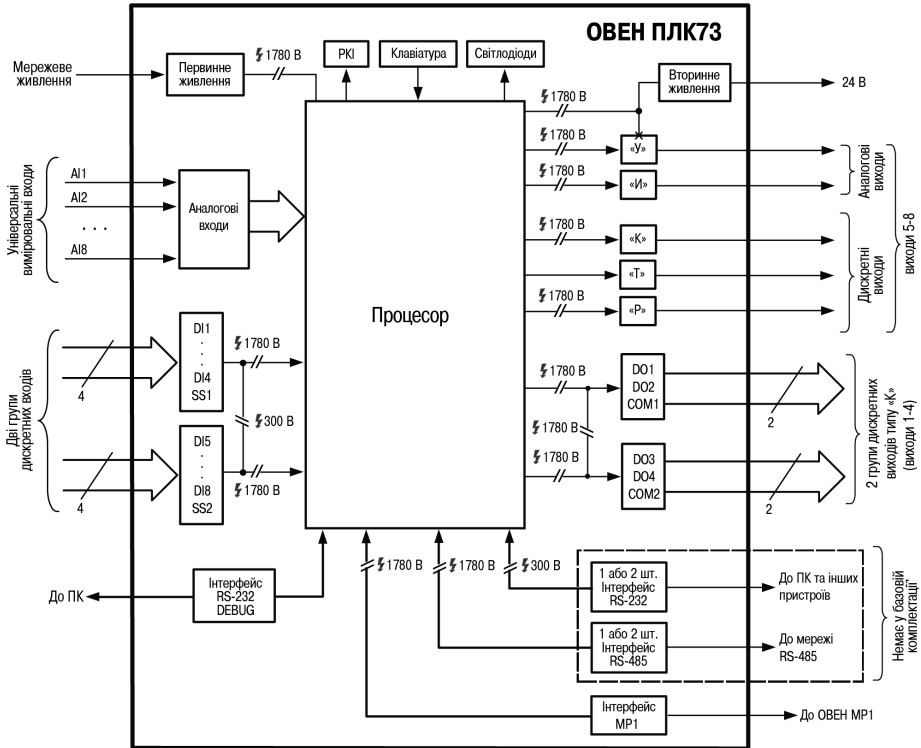 ОВЕН ПЛК73
Мережеве
живлення
Первинне
живлення
1780 В
РКІ
Клавіатура
Світлодіоди
1780 В
Вторинне
живлення
24 В
1780 В
«У»
1780 В
«И»
Аналогові
виходи
Універсальні
вимірювальні входи
AI1
AI2
. . .
AI8
Аналогові
входи
1780 В
«К»
«Т»
1780 В
«Р»
Дискретні
виходи
виходи 5-8
Процесор
Дві групи
дискретних входів
4
DI1
.
.
.
DI4
SS1
1780 В
300 В
4
DI5
.
.
.
DI8
SS2
1780 В
1780 В
DO1
DO2
COM1
2
1780 В
1780 В
DO3
DO4
COM2
2
2 групи дискретних
виходів типу «К»
(виходи 1-4)
1780 В
1780 В
300 В
До ПК
Інтерфейс
RS-232
DEBUG
1 або 2 шт.
Інтерфейс
RS-232
До ПК та інших
пристроїв
1 або 2 шт.
Інтерфейс
RS-485
До мережі
RS-485
Немає у базовій
комплектації
Інтерфейс
МР1
До ОВЕН МР1